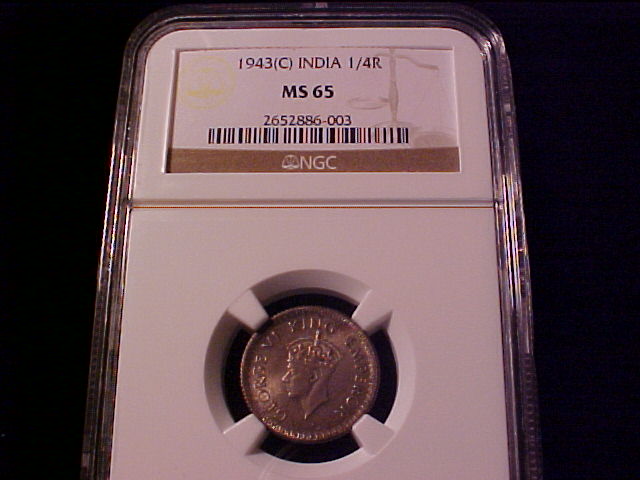 1943(C) INDIA 1/4R
MS 65
2652886-003
NGC
GEORGE VI KING EMPEROR